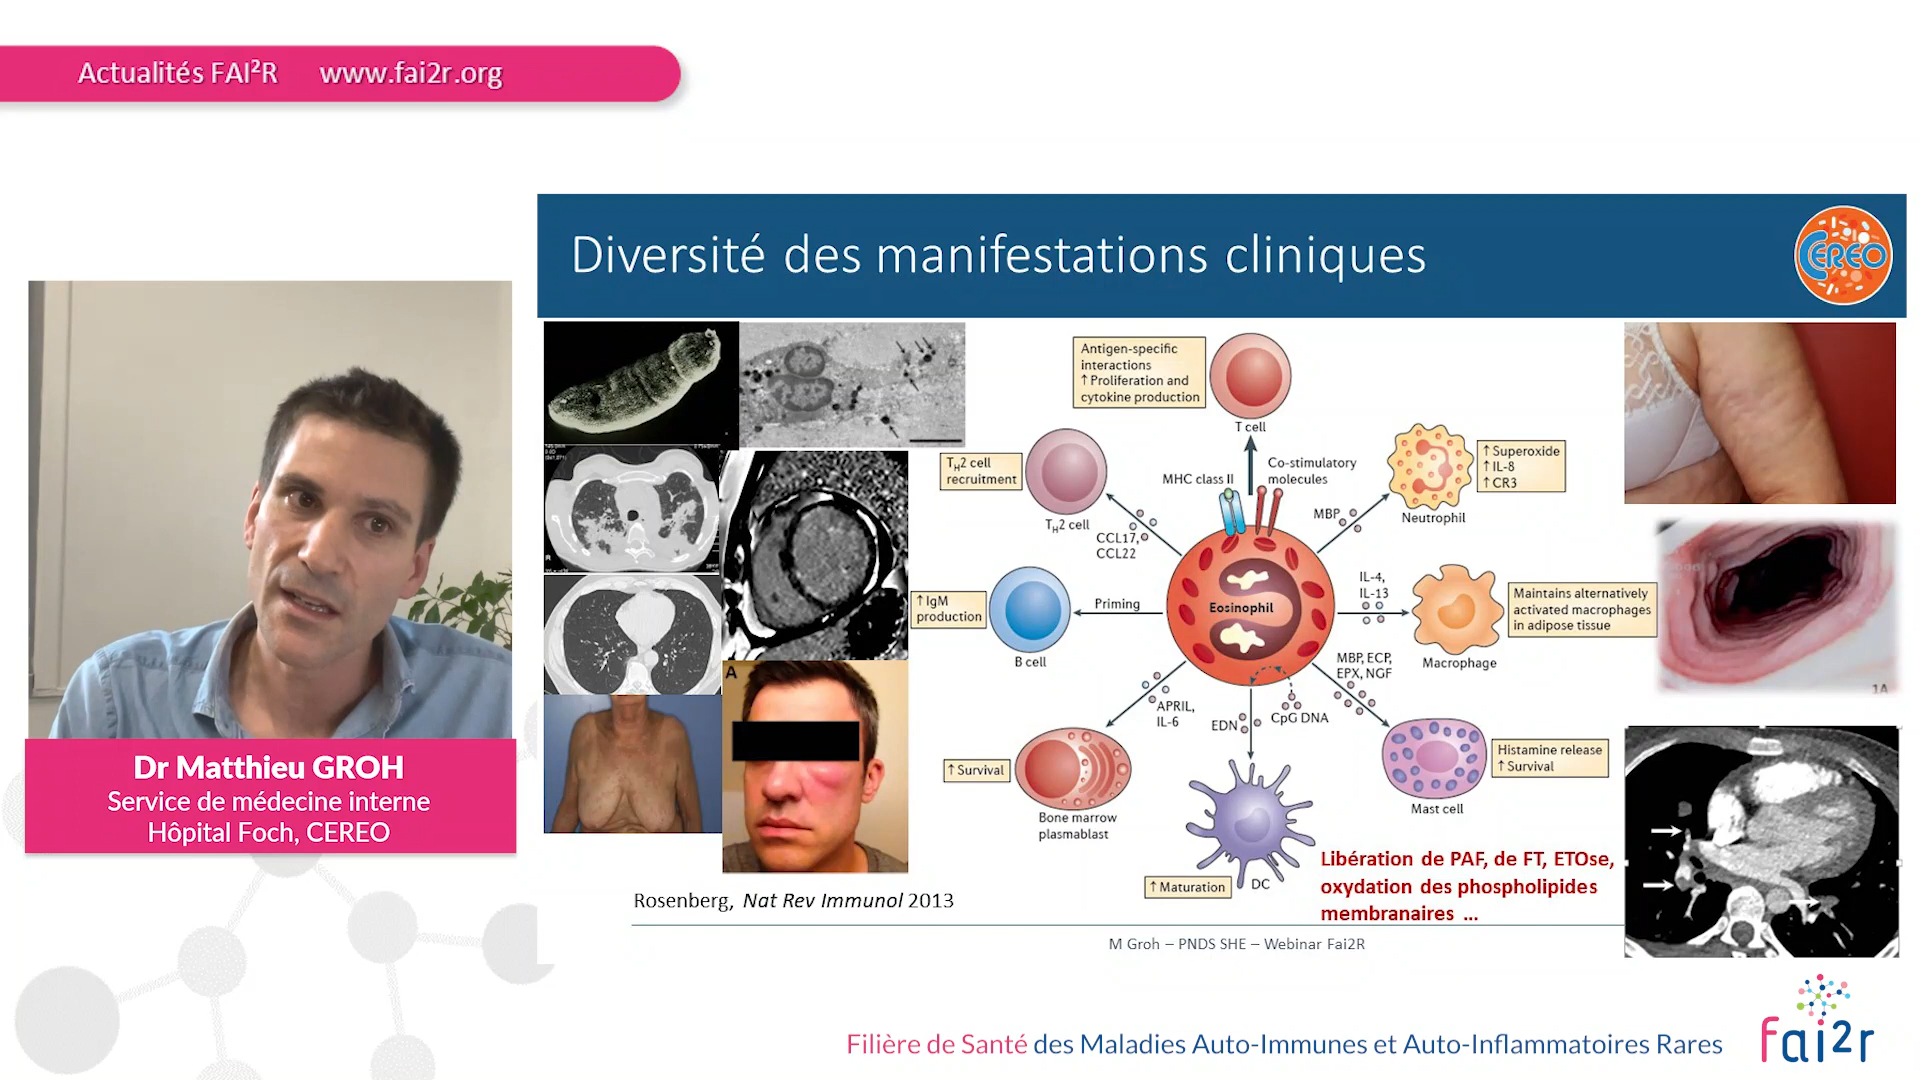 Actualités FAI²R www.fai2r.org
Diversité des manifestations cliniques
CEREO
Antigen-specific
interactions
↑ Proliferation and
cytokine production
T cell
TH2 cell
recruitment
TH2 cell
MHC class II
Co-stimulatory
molecules
CCL17,
CCL22
MBP
Neutrophil
↑ Superoxide
↑ IL-8
↑ CR3
↑ IgM
production
B cell
Priming
Eosinophil
IL-4,
IL-13
Macrophage
Maintains alternatively
activated macrophages
in adipose tissue
MBP, ECP,
EPX, NGF
APRIL,
IL-6
EDN
CpG DNA
↑ Survival
Bone marrow
plasmablast
↑ Maturation
DC
Mast cell
Histamine release
↑ Survival
A
R
1A
Libération de PAF, de FT, ETOse,
oxydation des phospholipides
membranaires ...
Rosenberg, Nat Rev Immunol 2013
M Groh – PNDS SHE – Webinar Fai2R
Dr Matthieu GROH
Service de médecine interne
Hôpital Foch, CEREO
Filière de Santé des Maladies Auto-Immunes et Auto-Inflammatoires Rares
fai2r